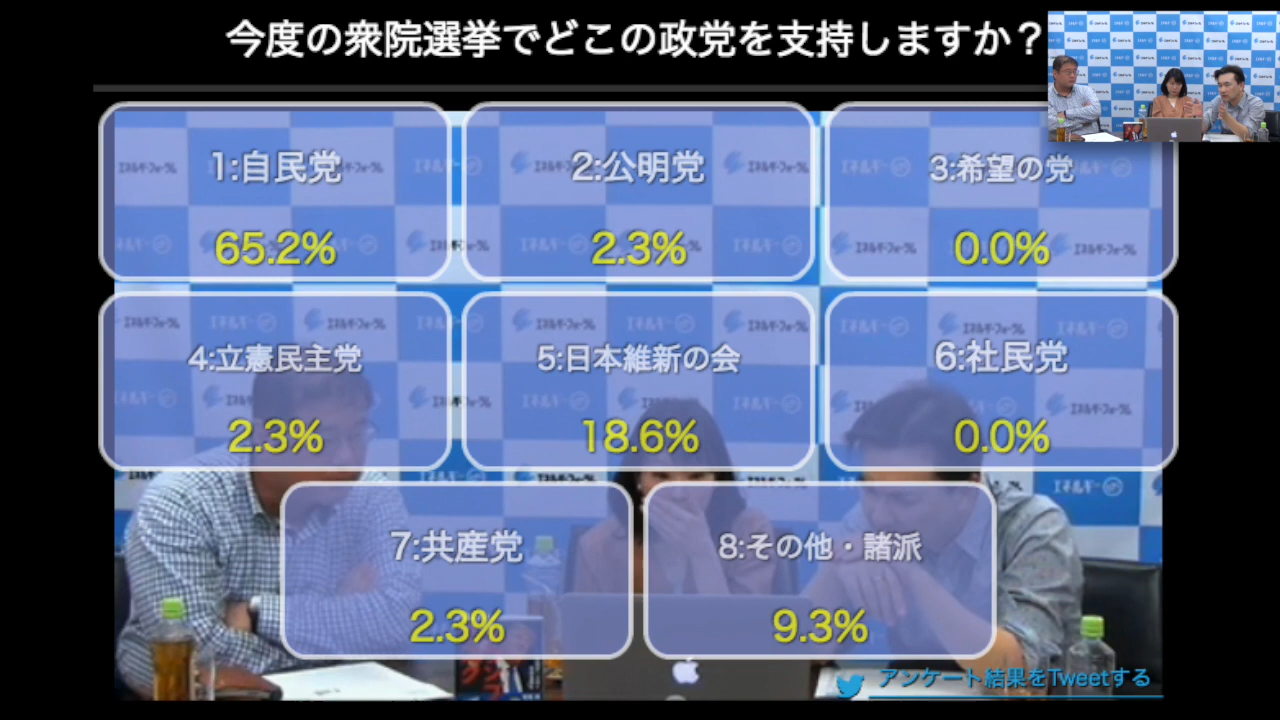 今度の衆院選挙でどこの政党を支持しますか？
1:自民党
65.2%
2:公明党
2.3%
3:希望の党
0.0%
4:立憲民主党
2.3%
5:日本維新の会
18.6%
6:社民党
0.0%
7:共産党
2.3%
8:その他・諸派
9.3%
アンケート結果をTweetする